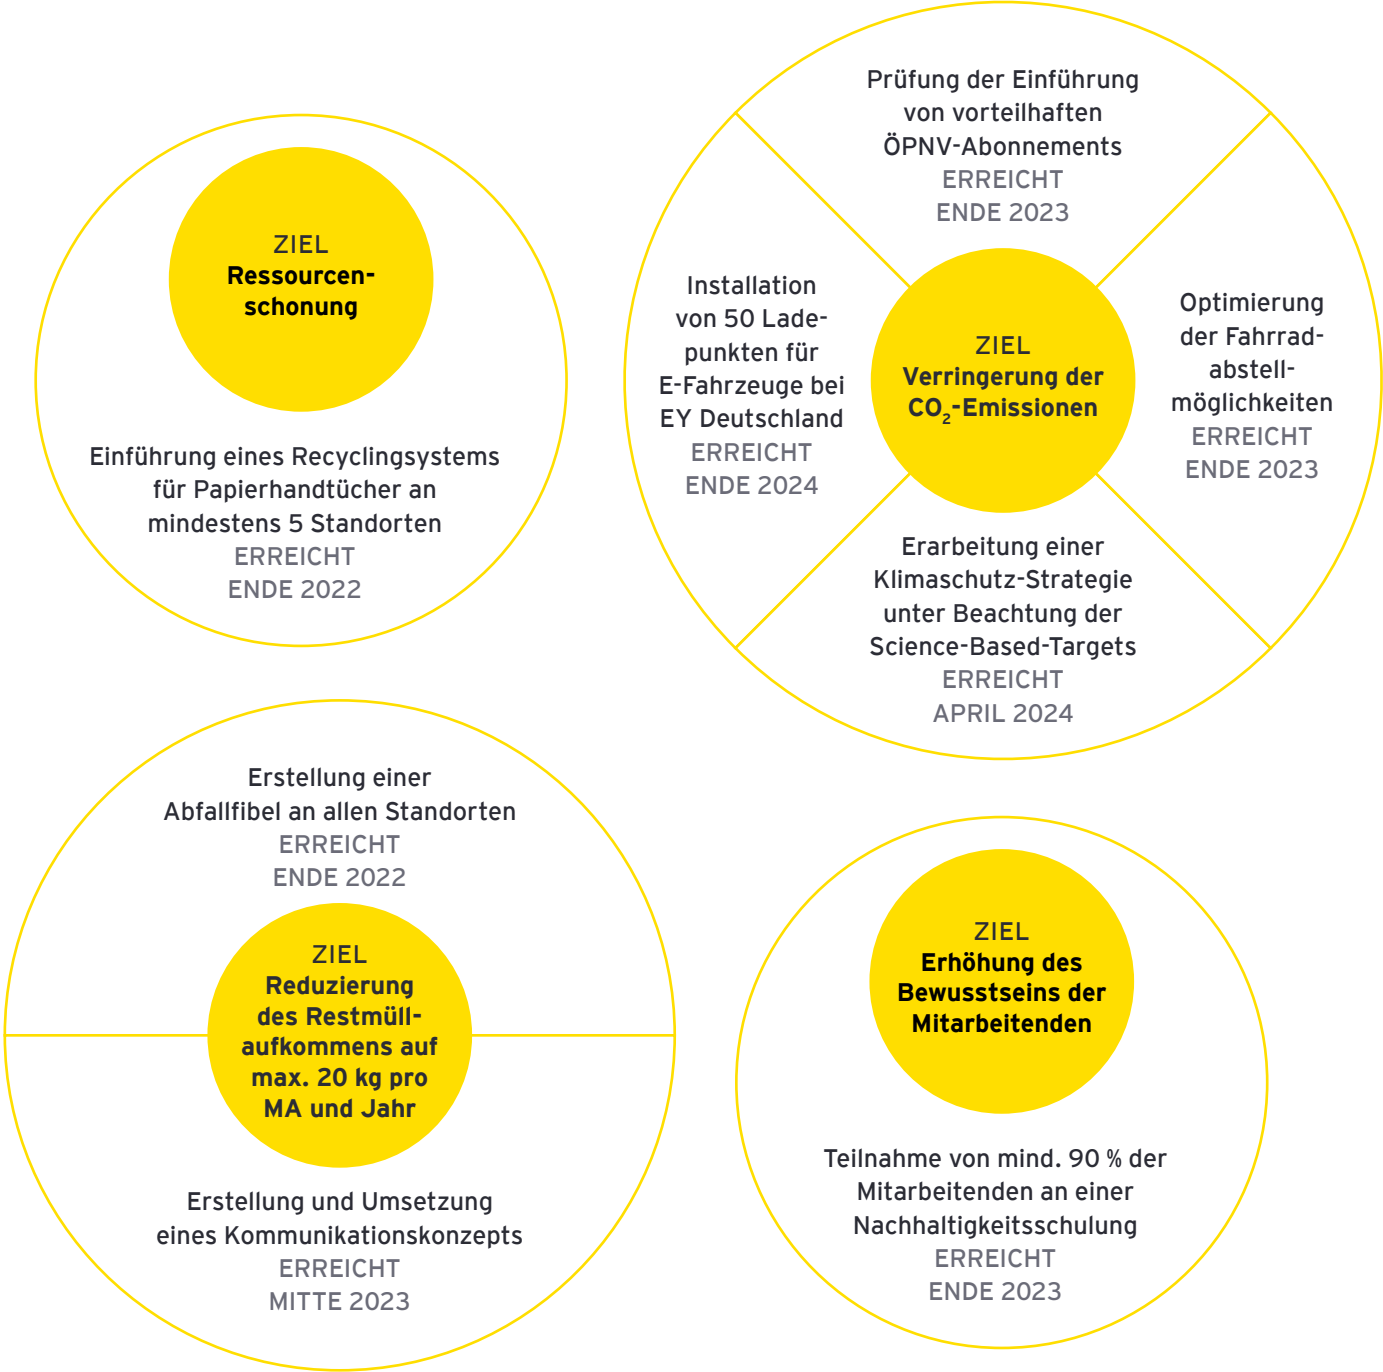 ZIEL
Ressourcen-
schonung
Einführung eines Recyclingsystems
für Papierhandtücher an
mindestens 5 Standorten
ERREICHT
ENDE 2022
Prüfung der Einführung
von vorteilhaften
ÖPNV-Abonnements
ERREICHT
ENDE 2023
Installation
von 50 Lade-
punkten für
E-Fahrzeuge bei
EY Deutschland
ERREICHT
ENDE 2024
ZIEL
Verringerung der
CO₂-Emissionen
Optimierung
der Fahrrad-
abstell-
möglichkeiten
ERREICHT
ENDE 2023
Erarbeitung einer
Klimaschutz-Strategie
unter Beachtung der
Science-Based-Targets
ERREICHT
APRIL 2024
Erstellung einer
Abfallfibel an allen Standorten
ERREICHT
ENDE 2022
ZIEL
Reduzierung
des Restmüll-
aufkommens auf
max. 20 kg pro
MA und Jahr
Erstellung und Umsetzung
eines Kommunikationskonzepts
ERREICHT
MITTE 2023
ZIEL
Erhöhung des
Bewusstseins der
Mitarbeitenden
Teilnahme von mind. 90 % der
Mitarbeitenden an einer
Nachhaltigkeitsschulung
ERREICHT
ENDE 2023